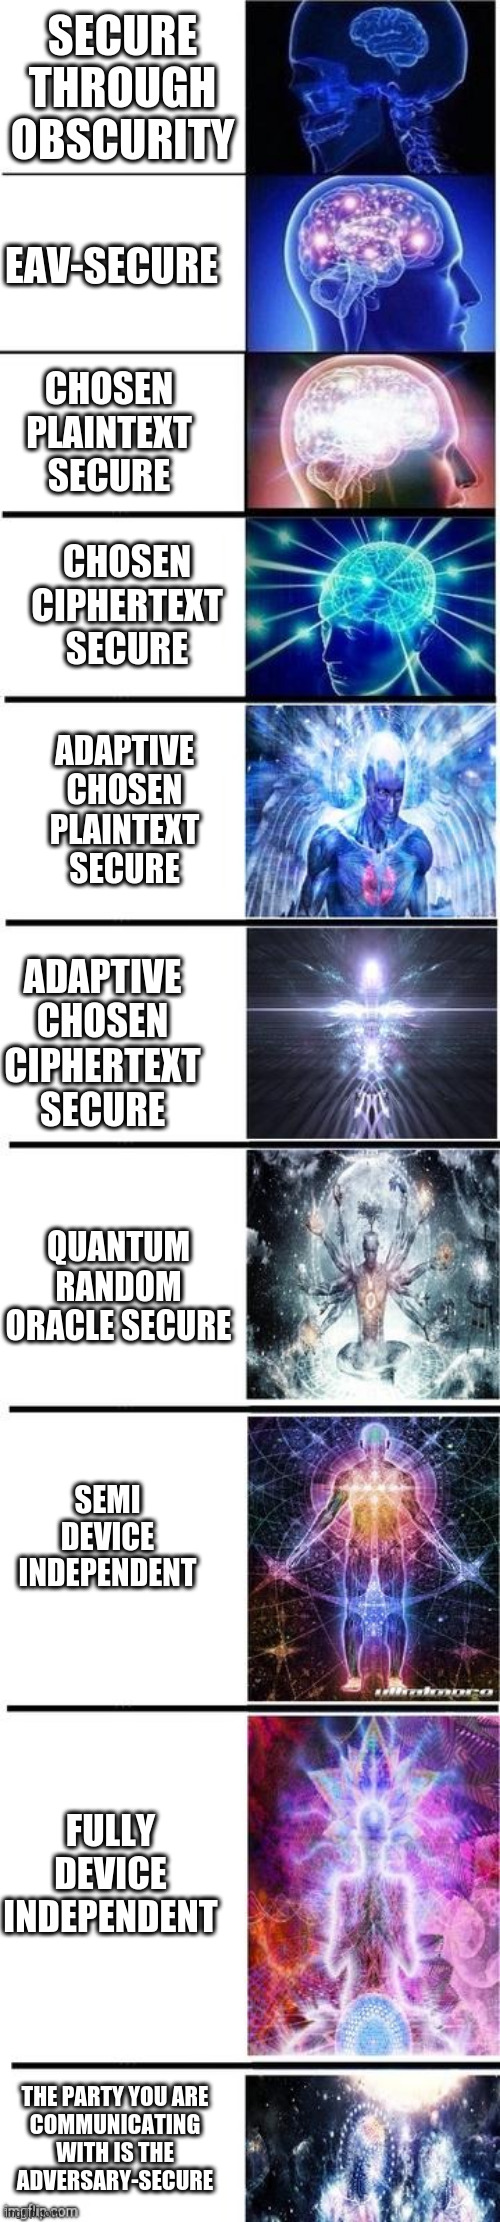 SECURE
THROUGH
OBSCURITY
EAV-SECURE
CHOSEN
PLAINTEXT
SECURE
CHOSEN
CIPHERTEXT
SECURE
ADAPTIVE
CHOSEN
PLAINTEXT
SECURE
ADAPTIVE
CHOSEN
CIPHERTEXT
SECURE
QUANTUM
RANDOM
ORACLE SECURE
SEMI
DEVICE
INDEPENDENT
FULLY
DEVICE
INDEPENDENT
THE PARTY YOU ARE
COMMUNICATING
WITH IS THE
ADVERSARY-SECURE
imgflip.com